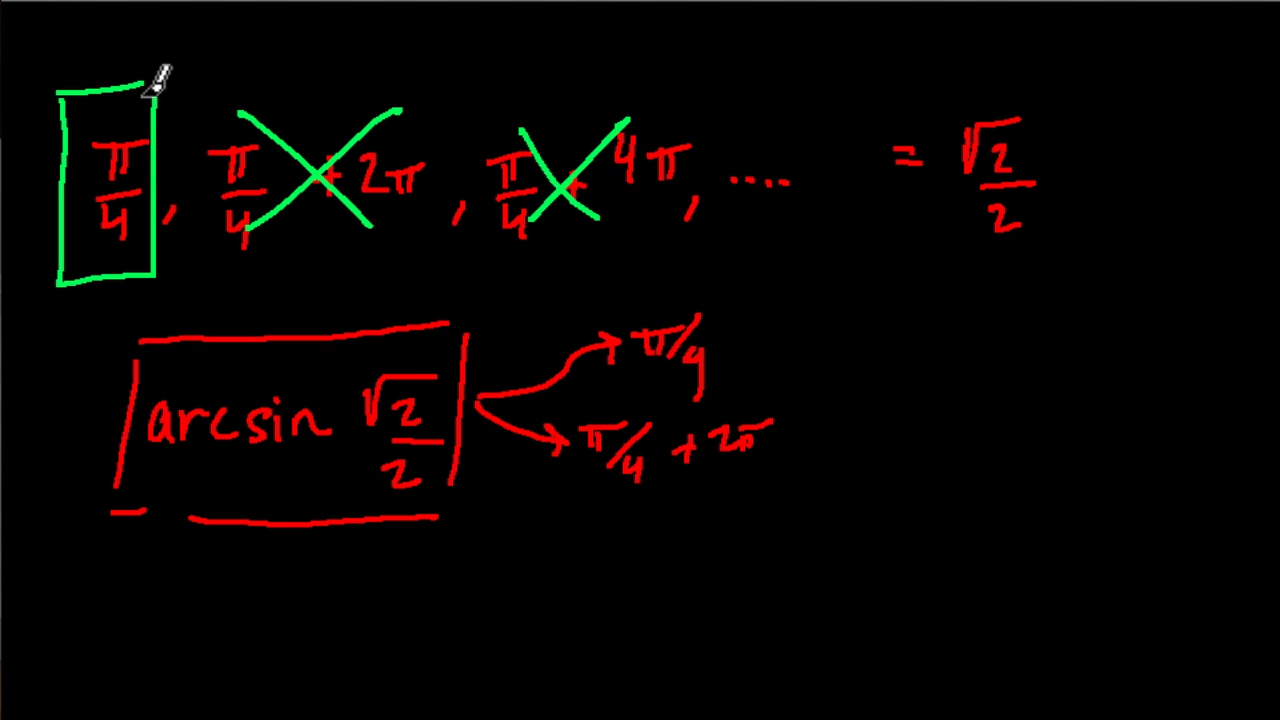 π/4, π/4 + 2π, π/4 + 4π, .... = √2/2
arcsin √2/2
π/4
π/4 + 2π